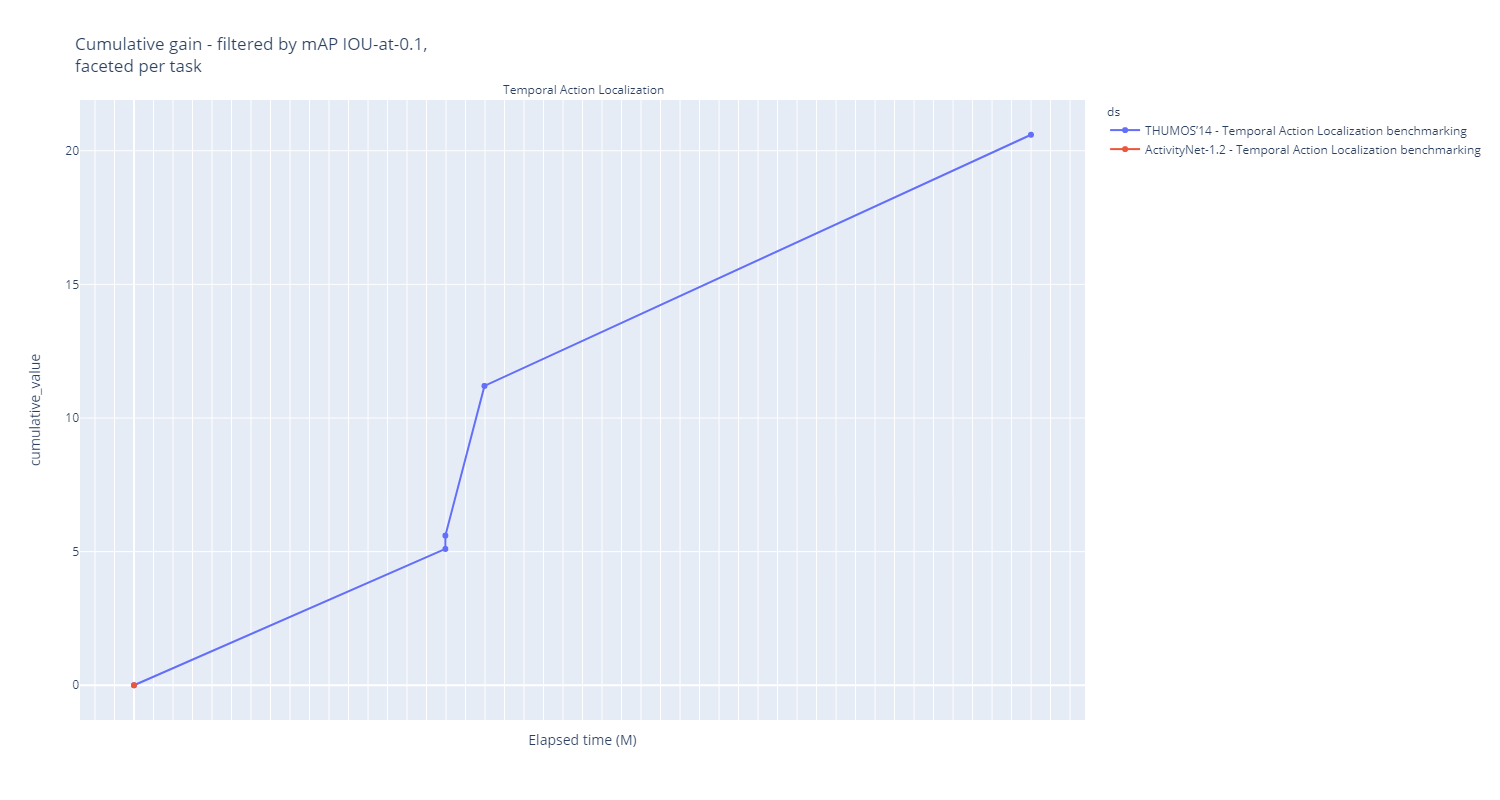 Cumulative gain - filtered by mAP IOU-at-0.1,
faceted per task
Temporal Action Localization
ds
THUMOS’14 - Temporal Action Localization benchmarking
ActivityNet-1.2 - Temporal Action Localization benchmarking
20
15
10
5
0
cumulative_value
Elapsed time (M)